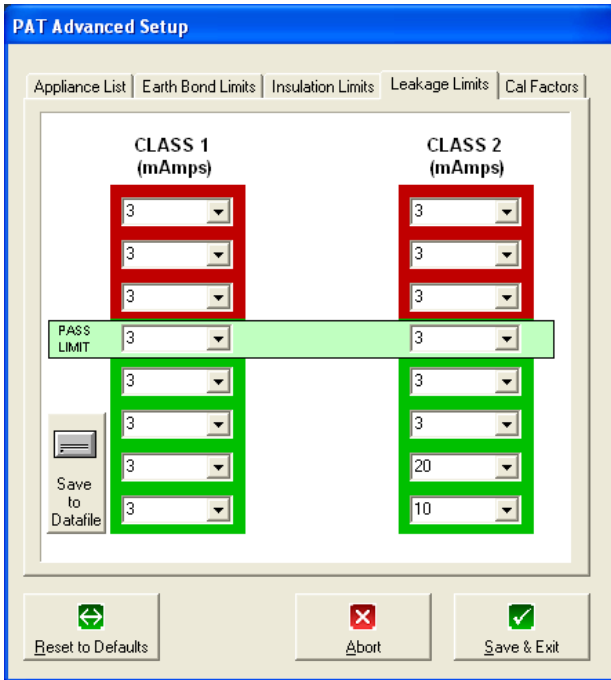 PAT Advanced Setup
Appliance List Earth Bond Limits Insulation Limits Leakage Limits Cal Factors
CLASS 1 CLASS 2
(mAmps) (mAmps)
3 3
3 3
3 3
PASS
LIMIT 3 3
3 3
3 3
3 20
3 10
Save
to
Datafile
Reset to Defaults Abort Save & Exit